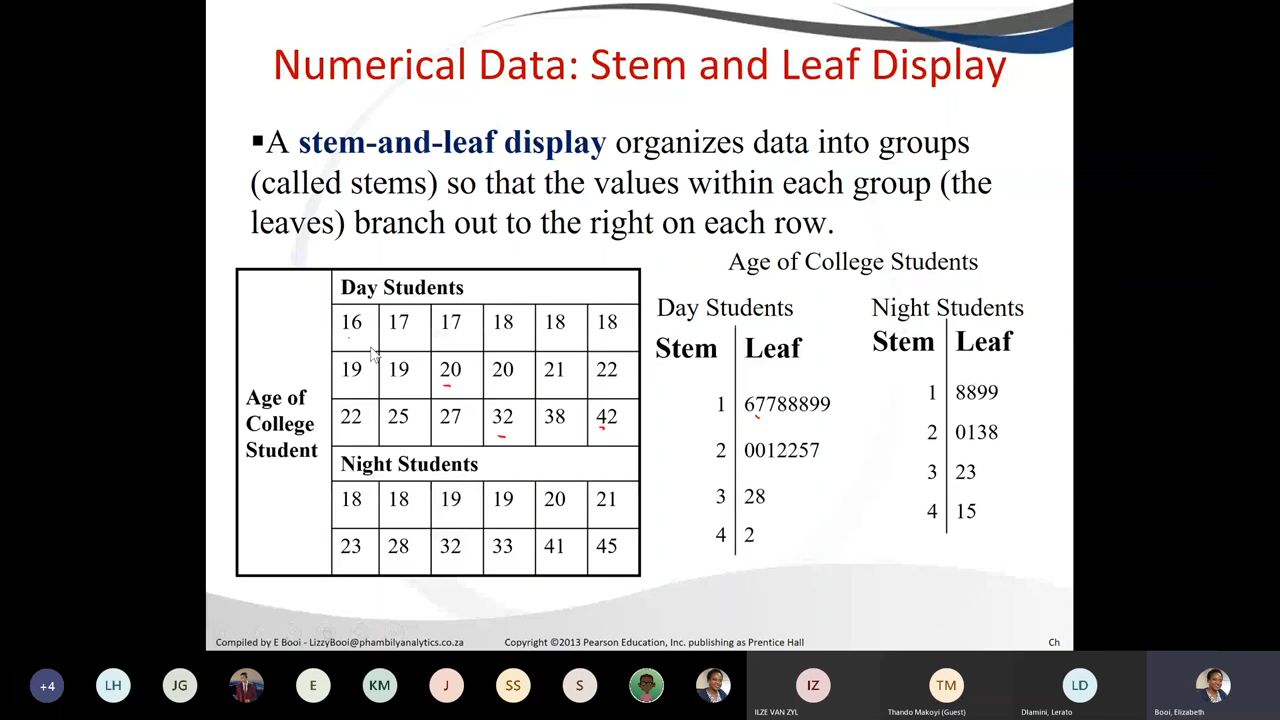 Numerical Data: Stem and Leaf Display
▪A stem-and-leaf display organizes data into groups
(called stems) so that the values within each group (the
leaves) branch out to the right on each row.
Age of College Student
Day Students
16 17 17 18 18 18
19 19 20 20 21 22
22 25 27 32 38 42
Night Students
18 18 19 19 20 21
23 28 32 33 41 45
Age of College Students
Day Students
Stem Leaf
1 67788899
2 0012257
3 28
4 2
Night Students
Stem Leaf
1 8899
2 0138
3 23
4 15
Compiled by E Booi - LizzyBooi@phambilyanalytics.co.za
Copyright ©2013 Pearson Education, Inc. publishing as Prentice Hall
Ch
+4
LH
JG
E
KM
J
SS
S
IZ
ILZE VAN ZYL
TM
Thando Makoyi (Guest)
LD
Dlamini, Lerato
Booi, Elizabeth